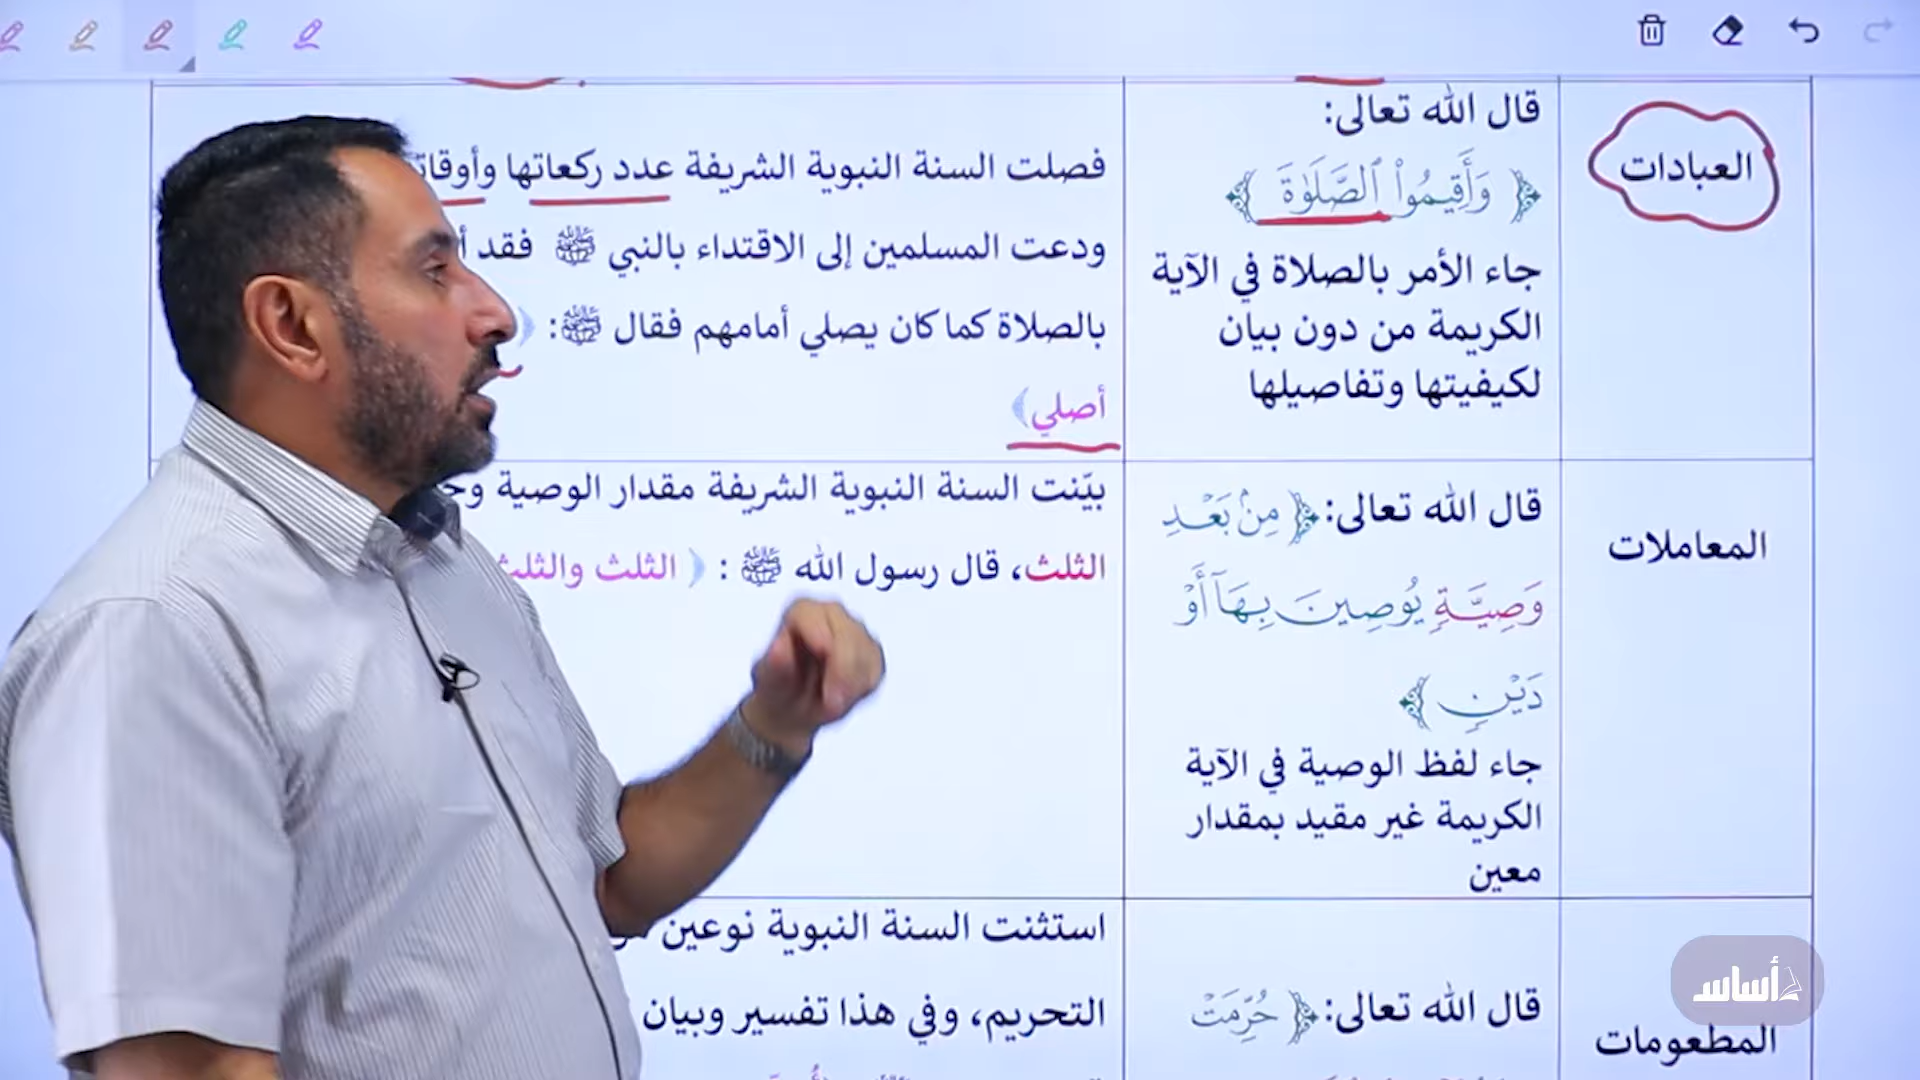 العبادات
قال الله تعالى:
﴿ وَأَقِيمُوا۟ ٱلصَّلَوٰةَ ﴾
جاء الأمر بالصلاة في الآية
الكريمة من دون بيان
لكيفيتها وتفاصيلها
فصلت السنة النبوية الشريفة عدد ركعاتها
ودعت المسلمين إلى الاقتداء بالنبي ﷺ فقد
بالصلاة كما كان يصلي أمامهم فقال ﷺ: ﴿
أصلي﴾
المعاملات
قال الله تعالى: ﴿ مِنۢ بَعْدِ
وَصِيَّةٍ يُوصِينَ بِهَآ أَوْ
دَيْنٍ ﴾
جاء لفظ الوصية في الآية
الكريمة غير مقيد بمقدار
معين
بيّنت السنة النبوية الشريفة مقدار الوصية
الثلث، قال رسول الله ﷺ : ﴿ الثلث والثلث
المطعومات
قال الله تعالى: ﴿ حُرِّمَتْ
استثنت السنة النبوية نوعين
التحريم، وفي هذا تفسير وبيان
أساس